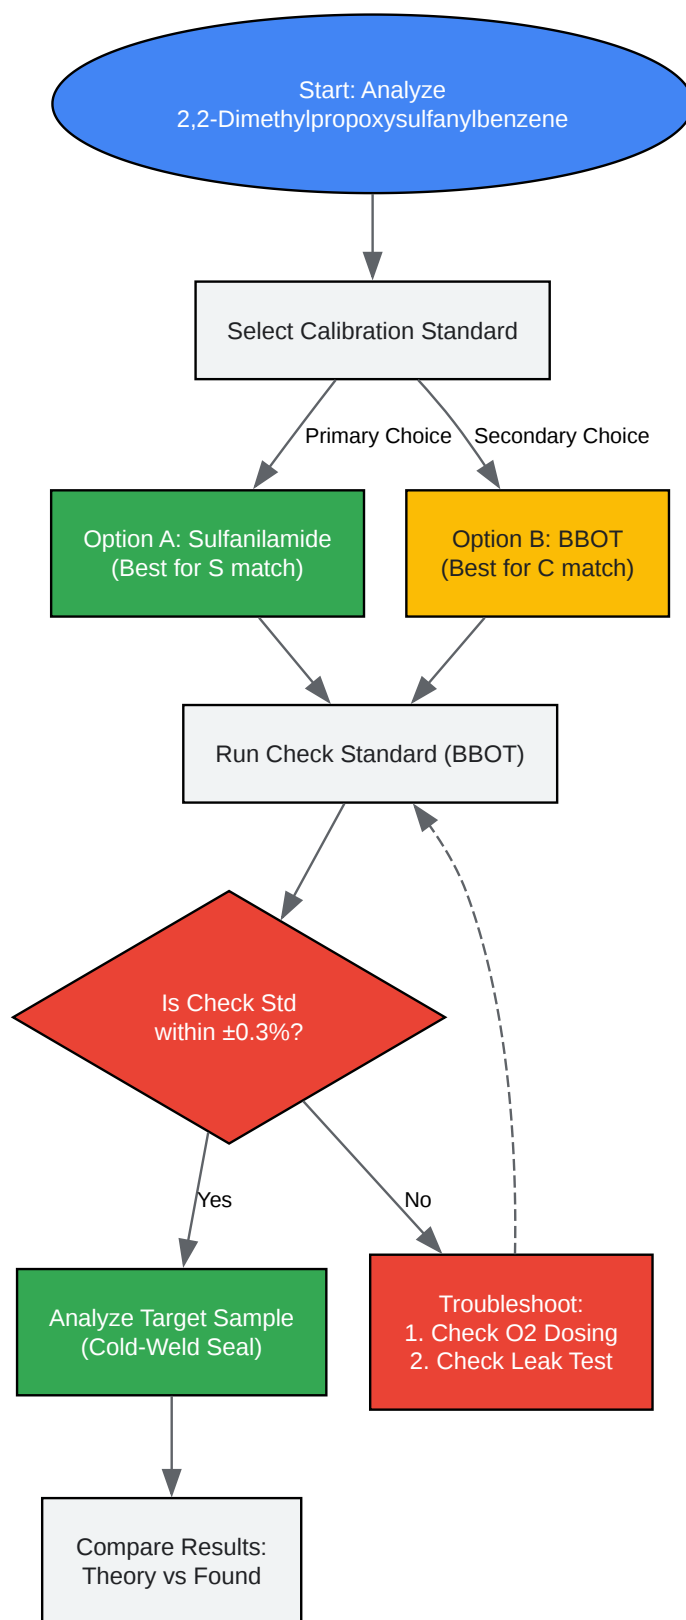 Start: Analyze
2,2-Dimethylpropoxysulfanylbenzene
Select Calibration Standard
Primary Choice
Secondary Choice
Option A: Sulfanilamide
(Best for S match)
Option B: BBOT
(Best for C match)
Run Check Standard (BBOT)
Is Check Std
within ±0.3%?
Yes
No
Analyze Target Sample
(Cold-Weld Seal)
Troubleshoot:
1. Check O2 Dosing
2. Check Leak Test
Compare Results:
Theory vs Found